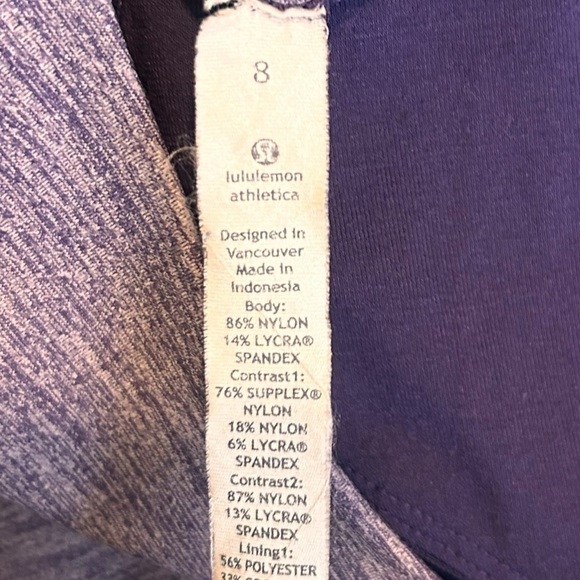 8
lululemon
athletica
Designed in
Vancouver
Made in
Indonesia
Body:
86% NYLON
14% LYCRA®
SPANDEX
Contrast1:
76% SUPPLEX®
NYLON
18% NYLON
6% LYCRA®
SPANDEX
Contrast2:
87% NYLON
13% LYCRA®
SPANDEX
Lining1:
56% POLYESTER